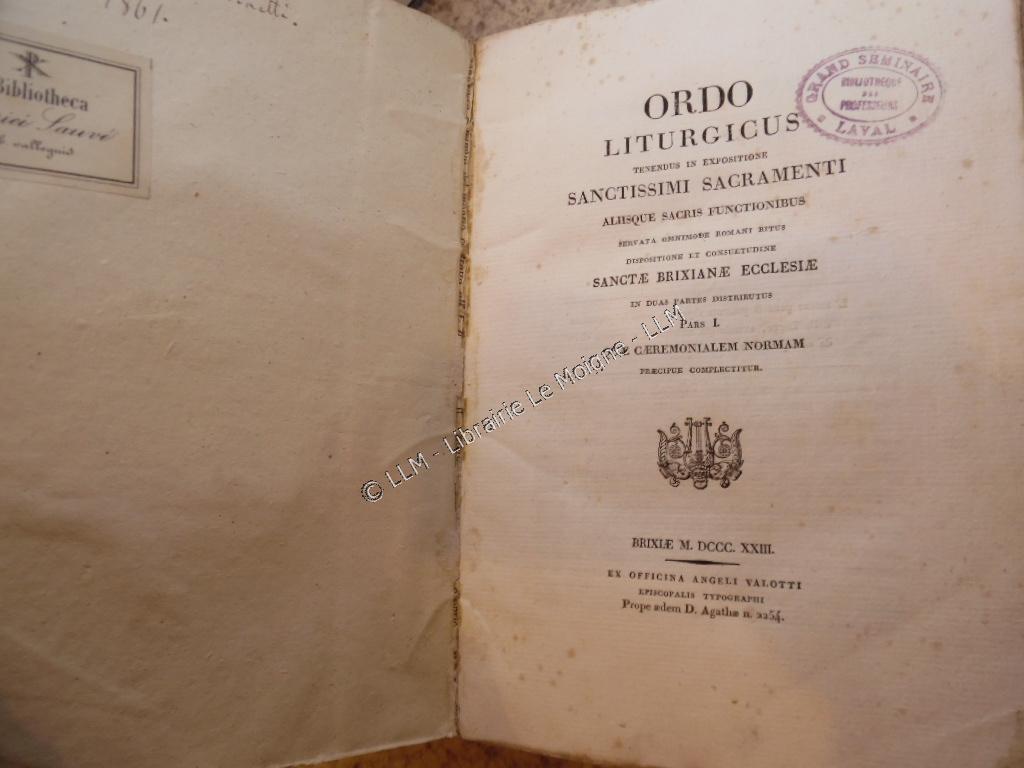 1861.
Bibliotheca
Sauvé
ORDO
LITURGICUS
TENENDUS IN EXPOSITIONE
SANCTISSIMI SACRAMENTI
ALIISQUE SACRIS FUNCTIONIBUS
SERVATA OMNIMODE ROMANI RITUS
DISPOSITIONE ET CONSUETUDINE
SANCTÆ BRIXIANÆ ECCLESIÆ
IN DUAS PARTES DISTRIBUTUS
PARS I.
CÆREMONIALEM NORMAM
PRÆCIPUE COMPLECTITUR.
BRIXIÆ M. DCCC. XXIII.
EX OFFICINA ANGELI VALOTTI
EPISCOPALIS TYPOGRAPHI
Prope ædem D. Agathæ n. 2254.
GRAND SEMINAIRE
BIBLIOTHEQUE
DES
PROFESSEURS
LAVAL
© LLM - Librairie Le Moigne - LLM